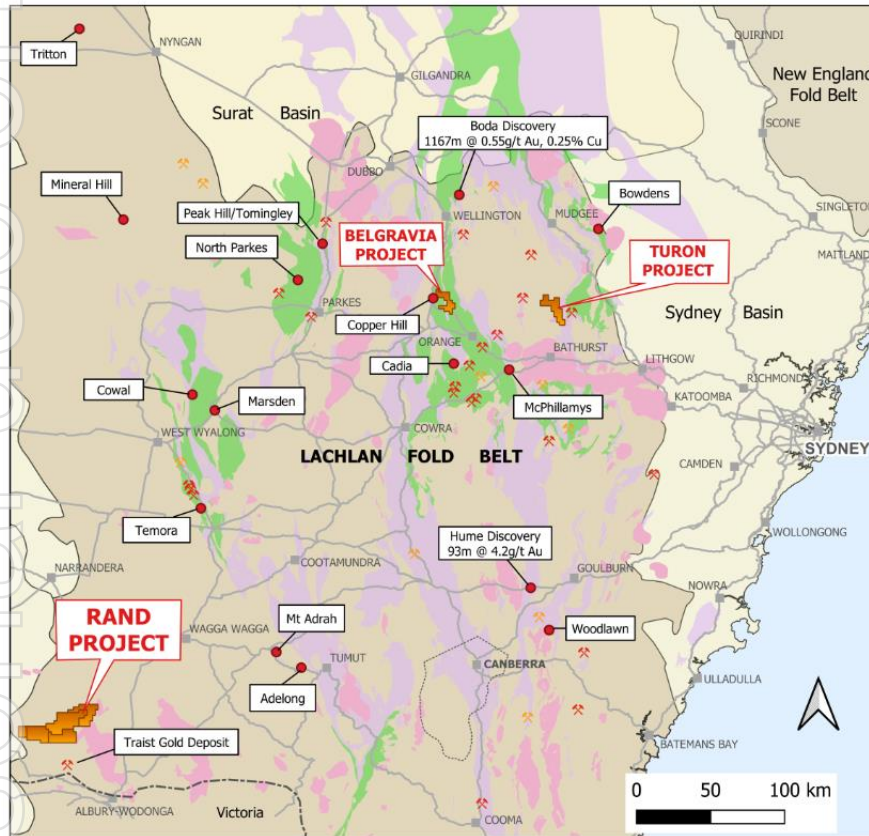 Tritton
NYNGAN
GILGANDRA
QUIRINDI
New England
Fold Belt
SCONE
Surat Basin
Boda Discovery
1167m @ 0.55g/t Au, 0.25% Cu
DUBBO
Mineral Hill
Peak Hill/Tomingley
WELLINGTON
MUDGEE
Bowdens
SINGLETON
MAITLAND
North Parkes
BELGRAVIA
PROJECT
TURON
PROJECT
PARKES
Copper Hill
ORANGE
Sydney Basin
BATHURST
LITHGOW
Cadia
RICHMOND
KATOOMBA
Cowal
Marsden
McPhillamys
WEST WYALONG
COWRA
SYDNEY
LACHLAN FOLD BELT
CAMDEN
Temora
WOLLONGONG
Hume Discovery
93m @ 4.2g/t Au
COOTAMUNDRA
GOULBURN
NARRANDERA
NOWRA
RAND
PROJECT
WAGGA WAGGA
Mt Adrah
Woodlawn
TUMUT
CANBERRA
Adelong
ULLADULLA
Traist Gold Deposit
BATEMANS BAY
0 50 100 km
ALBURY-WODONGA
Victoria
COOMA